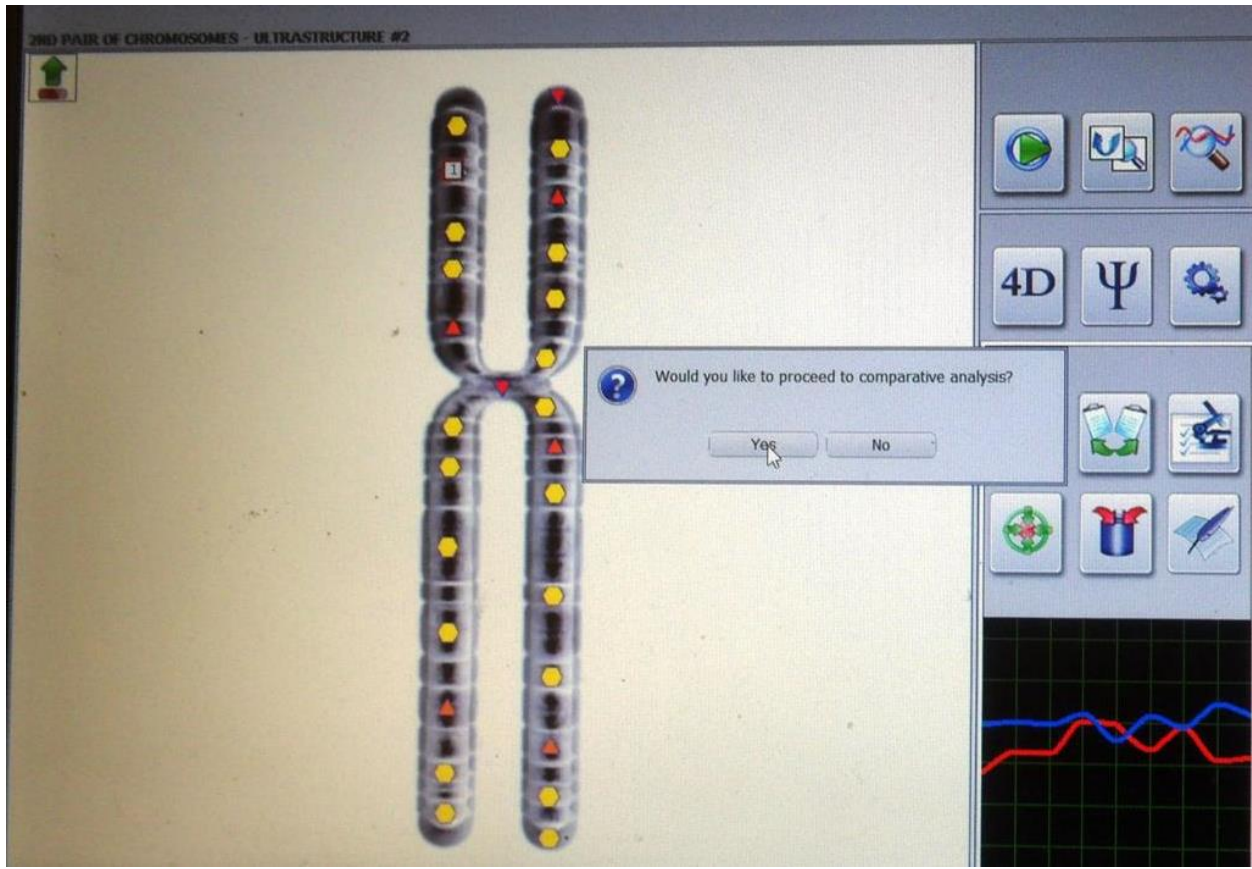 2ND PAIR OF CHROMOSOMES - ULTRASTRUCTURE #2
1
4D Ψ
Would you like to proceed to comparative analysis?
Yes No